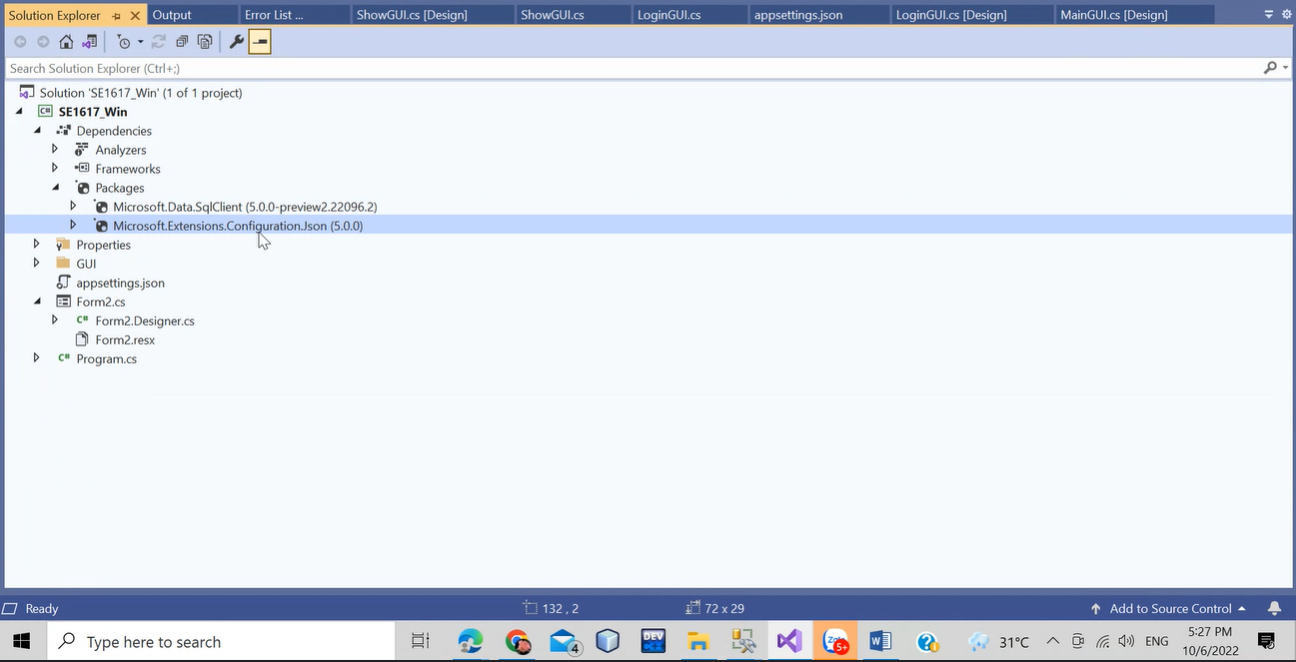 Solution Explorer
Output
Error List ...
ShowGUI.cs [Design]
ShowGUI.cs
LoginGUI.cs
appsettings.json
LoginGUI.cs [Design]
MainGUI.cs [Design]
Search Solution Explorer (Ctrl+;)
Solution 'SE1617_Win' (1 of 1 project)
C# SE1617_Win
Dependencies
Analyzers
Frameworks
Packages
Microsoft.Data.SqlClient (5.0.0-preview2.22096.2)
Microsoft.Extensions.Configuration.Json (5.0.0)
Properties
GUI
appsettings.json
Form2.cs
C# Form2.Designer.cs
Form2.resx
C# Program.cs
Ready
132 , 2
72 x 29
Add to Source Control
Type here to search
4
DEV
5+
31°C
ENG
5:27 PM
10/6/2022